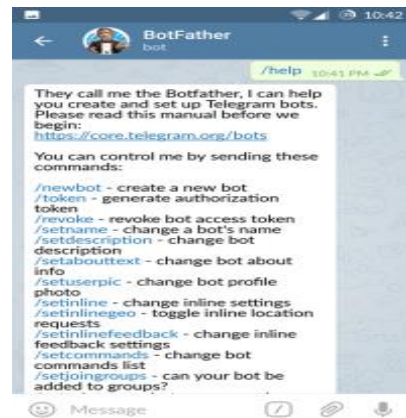 10:42
BotFather
bot
/help 10:41 PM
They call me the Botfather, I can help
you create and set up Telegram bots.
Please read this manual before we
begin:
https://core.telegram.org/bots
You can control me by sending these
commands:
/newbot - create a new bot
/token - generate authorization
token
/revoke - revoke bot access token
/setname - change a bot's name
/setdescription - change bot
description
/setabouttext - change bot about
info
/setuserpic - change bot profile
photo
/setinline - change inline settings
/setinlinegeo - toggle inline location
requests
/setinlinefeedback - change inline
feedback settings
/setcommands - change bot
commands list
/setjoingroups - can your bot be
added to groups?
Message